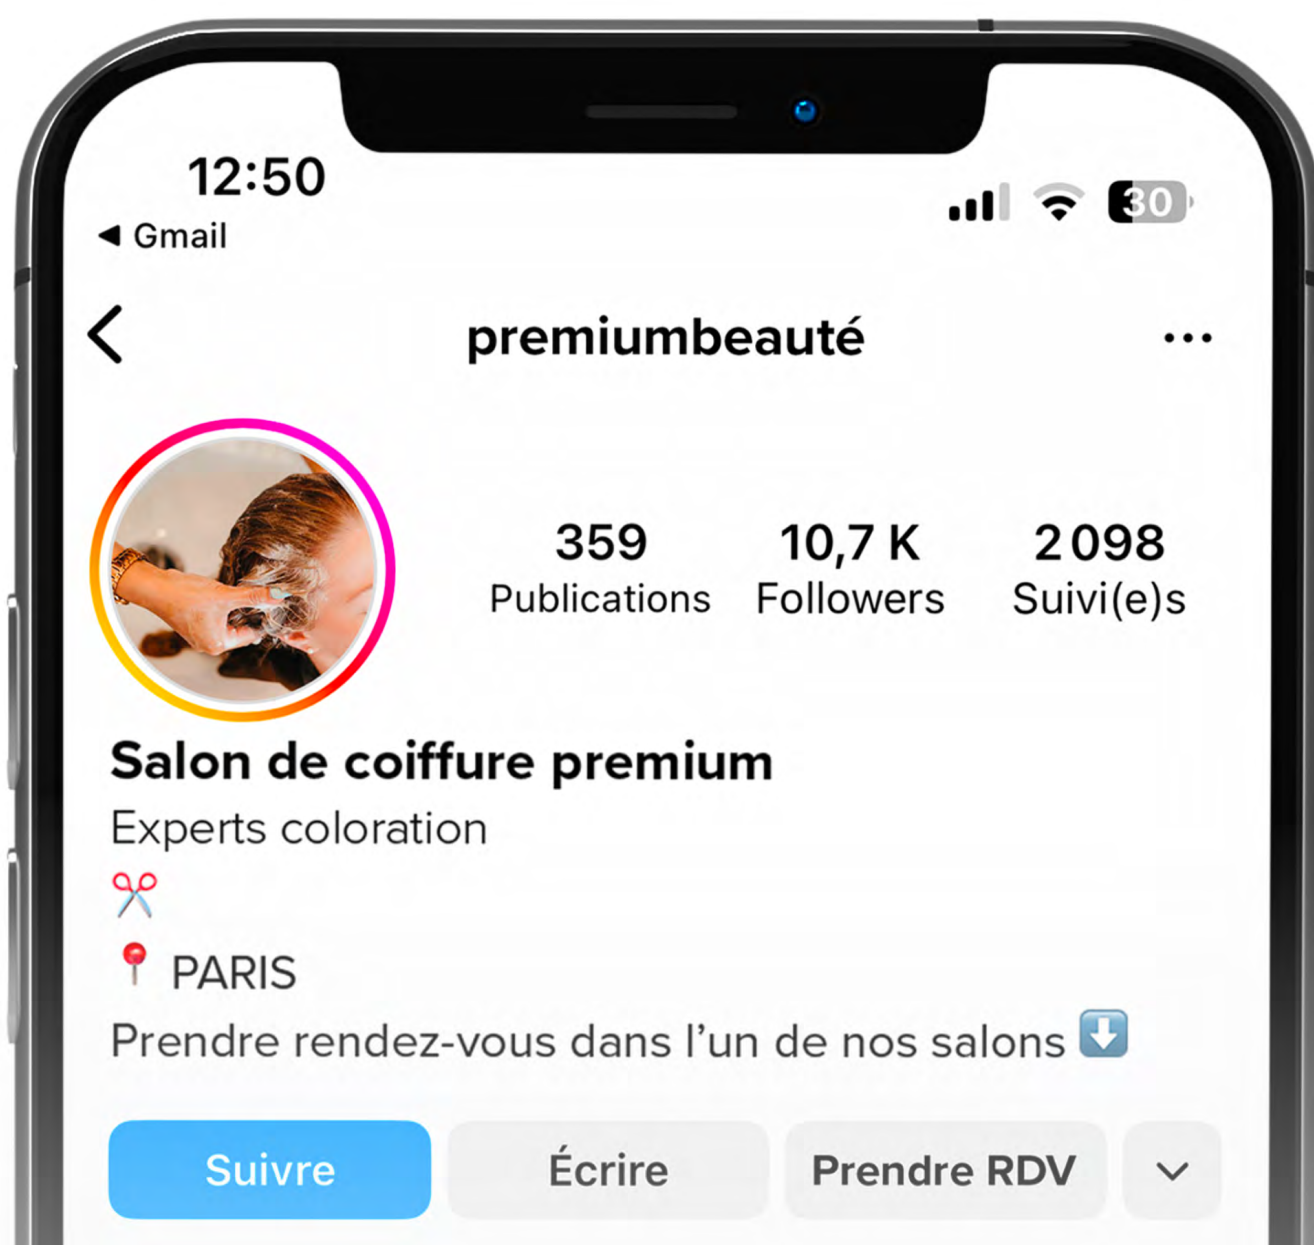 12:50
30
◀ Gmail
premiumbeauté
359 10,7 K 2 098
Publications Followers Suivi(e)s
Salon de coiffure premium
Experts coloration
✂️
📍 PARIS
Prendre rendez-vous dans l’un de nos salons ⬇️
Suivre Écrire Prendre RDV